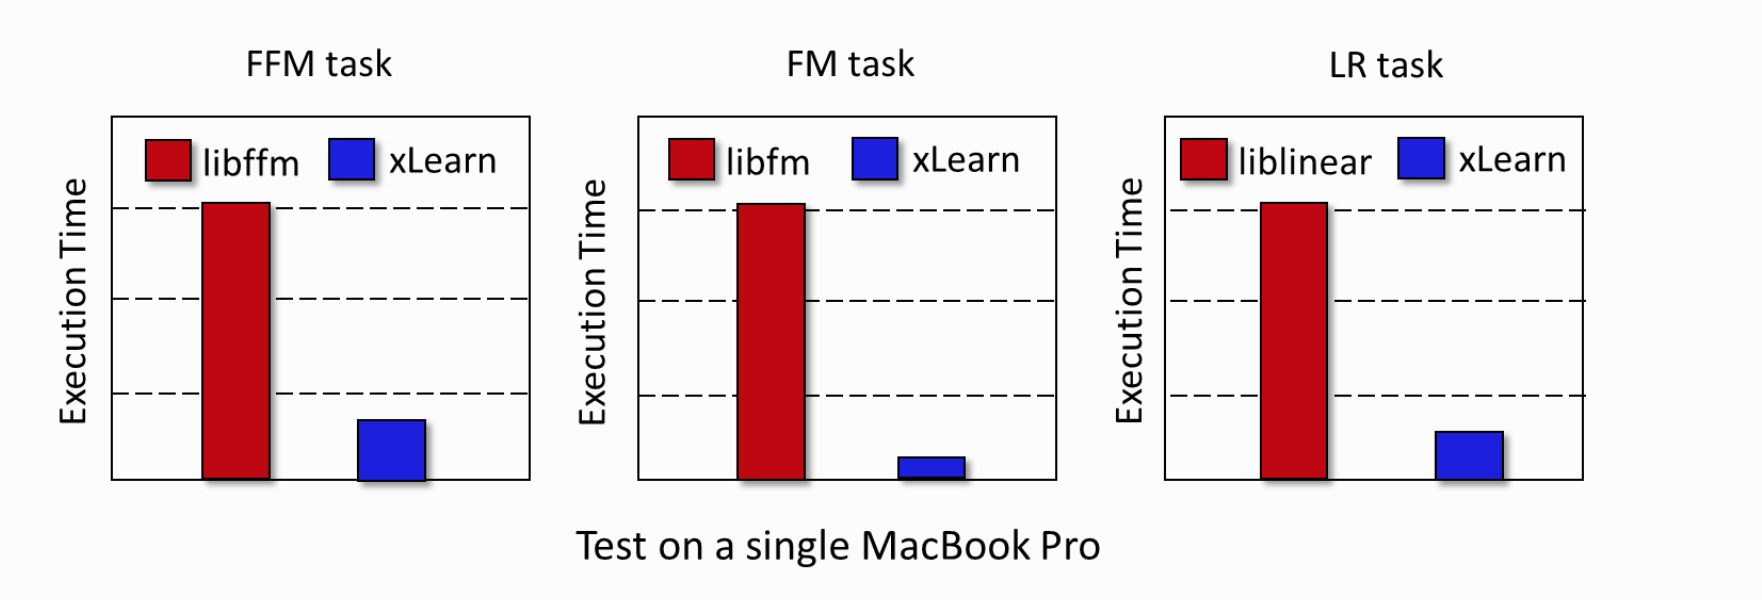 FFM task
FM task
LR task
libffm
xLearn
Execution Time
libfm
xLearn
Execution Time
liblinear
xLearn
Execution Time
Test on a single MacBook Pro